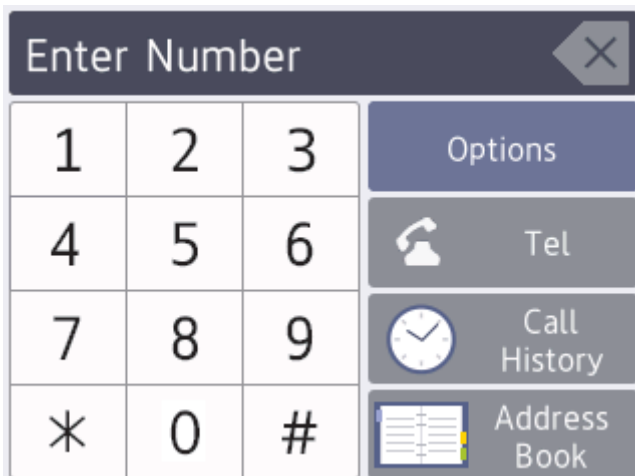 Enter Number
1 2 3
Options
4 5 6
Tel
7 8 9
Call
History
* 0 #
Address
Book